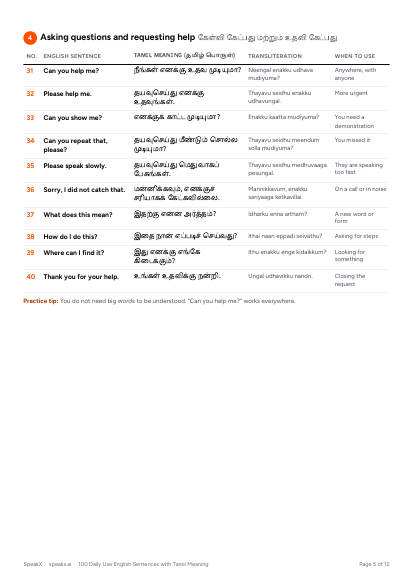 4 Asking questions and requesting help கேள்வி கேட்பது மற்றும் உதவி கேட்பது
NO. ENGLISH SENTENCE TAMIL MEANING (தமிழ் பொருள்) TRANSLITERATION WHEN TO USE
31 Can you help me? நீங்கள் எனக்கு உதவ முடியுமா? Neengal enakku udhava Anywhere, with
mudiyuma? anyone
32 Please help me. தயவுசெய்து எனக்கு Thayavu seidhu enakku More urgent
உதவுங்கள். udhavungal.
33 Can you show me? எனக்குக் காட்ட முடியுமா? Enakku kaatta mudiyuma? You need a
demonstration
34 Can you repeat that, தயவுசெய்து மீண்டும் சொல்ல Thayavu seidhu meendum You missed it
please? முடியுமா? solla mudiyuma?
35 Please speak slowly. தயவுசெய்து மெதுவாகப் Thayavu seidhu medhuvaaga They are speaking
பேசுங்கள். pesungal. too fast
36 Sorry, I did not catch that. மன்னிக்கவும், எனக்குச் Mannikkavum, enakku On a call or in noise
சரியாகக் கேட்கவில்லை. sariyaaga ketkavillai.
37 What does this mean? இதற்கு என்ன அர்த்தம்? Idharku enna artham? A new word or
form
38 How do I do this? இதை நான் எப்படிச் செய்வது? Ithai naan eppadi seivathu? Asking for steps
39 Where can I find it? இது எனக்கு எங்கே Ithu enakku enge kidaikkum? Looking for
கிடைக்கும்? something
40 Thank you for your help. உங்கள் உதவிக்கு நன்றி. Ungal udhavikku nandri. Closing the
request
Practice tip: You do not need big words to be understood. "Can you help me?" works everywhere.
SpeakX · speakx.ai · 100 Daily Use English Sentences with Tamil Meaning Page 5 of 12